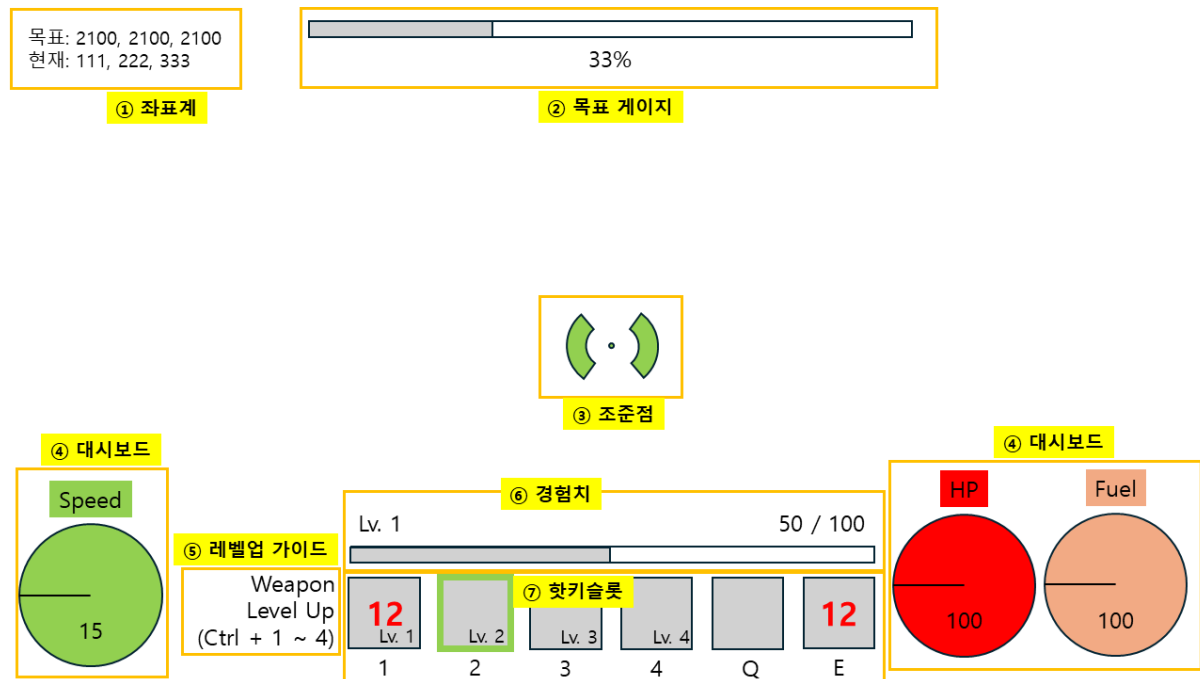 목표: 2100, 2100, 2100
현재: 111, 222, 333
① 좌표계
33%
② 목표 게이지
③ 조준점
④ 대시보드
Speed
15
⑤ 레벨업 가이드
Weapon
Level Up
(Ctrl + 1 ~ 4)
⑥ 경험치
Lv. 1
50 / 100
⑦ 핫키슬롯
12
Lv. 1
Lv. 2
Lv. 3
Lv. 4
12
1
2
3
4
Q
E
④ 대시보드
HP
Fuel
100
100